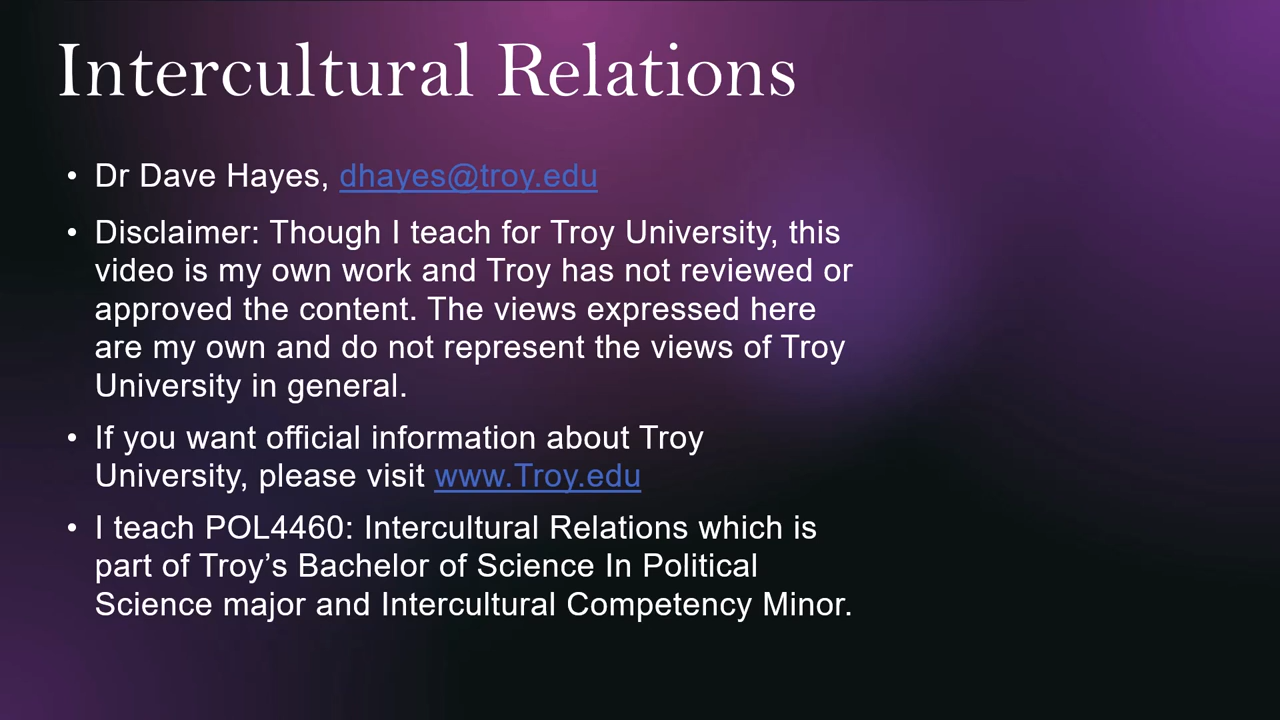 Intercultural Relations
• Dr Dave Hayes, dhayes@troy.edu
• Disclaimer: Though I teach for Troy University, this
video is my own work and Troy has not reviewed or
approved the content. The views expressed here
are my own and do not represent the views of Troy
University in general.
• If you want official information about Troy
University, please visit www.Troy.edu
• I teach POL4460: Intercultural Relations which is
part of Troy’s Bachelor of Science In Political
Science major and Intercultural Competency Minor.